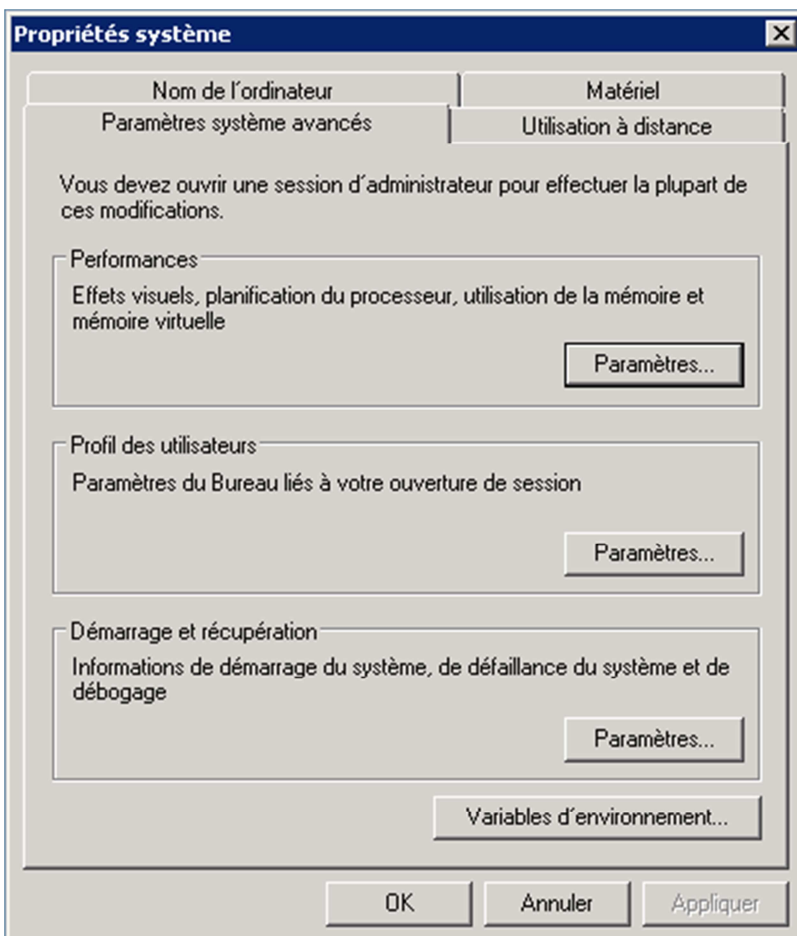 Propriétés système
Nom de l'ordinateur
Matériel
Paramètres système avancés
Utilisation à distance
Vous devez ouvrir une session d'administrateur pour effectuer la plupart de
ces modifications.
Performances
Effets visuels, planification du processeur, utilisation de la mémoire et
mémoire virtuelle
Paramètres...
Profil des utilisateurs
Paramètres du Bureau liés à votre ouverture de session
Paramètres...
Démarrage et récupération
Informations de démarrage du système, de défaillance du système et de
débogage
Paramètres...
Variables d'environnement...
OK
Annuler
Appliquer